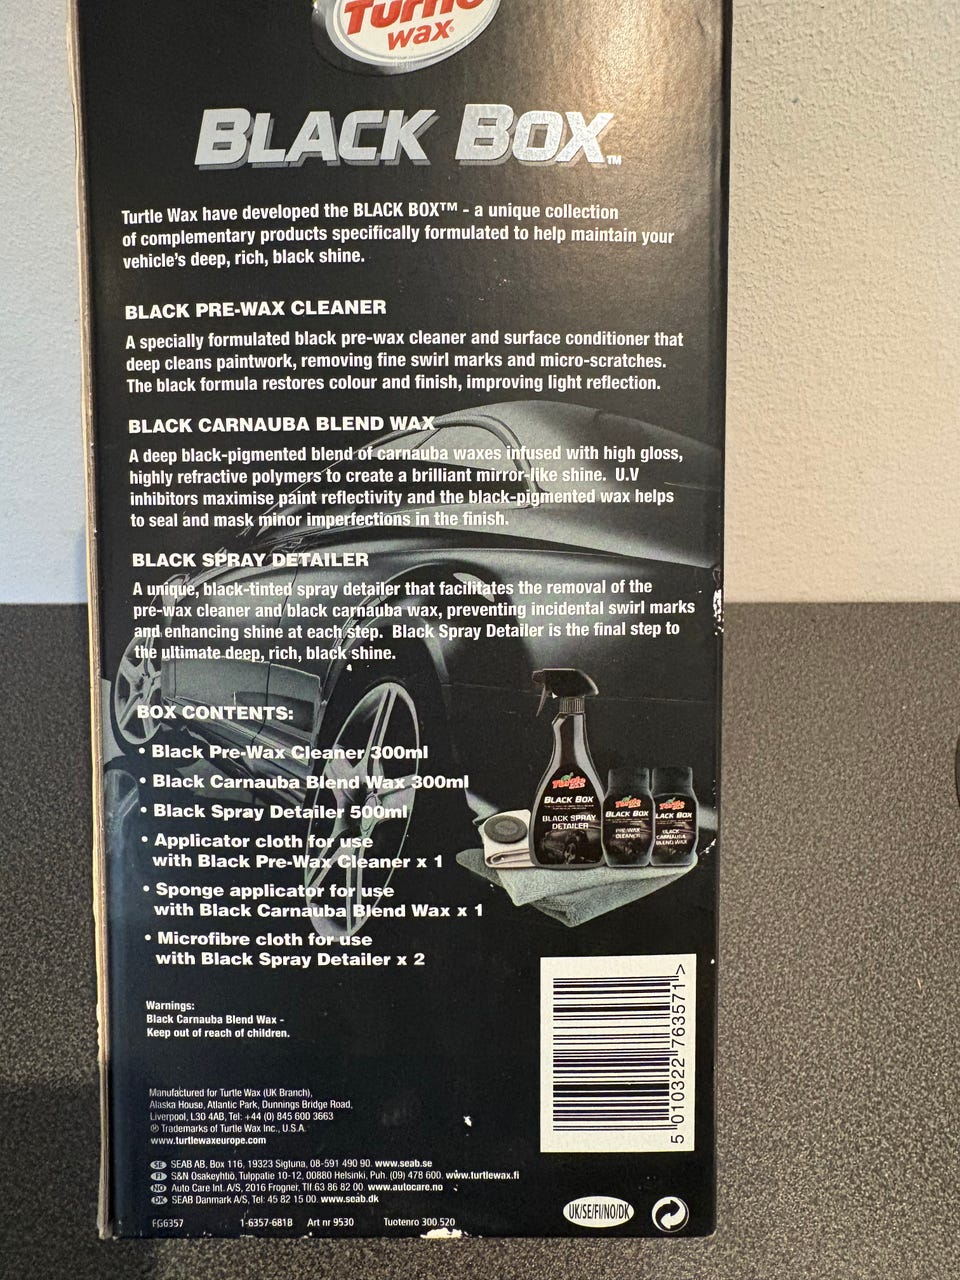 Turtle
wax®
BLACK BOX™
Turtle Wax have developed the BLACK BOX™ - a unique collection
of complementary products specifically formulated to help maintain your
vehicle's deep, rich, black shine.
BLACK PRE-WAX CLEANER
A specially formulated black pre-wax cleaner and surface conditioner that
deep cleans paintwork, removing fine swirl marks and micro-scratches.
The black formula restores colour and finish, improving light reflection.
BLACK CARNAUBA BLEND WAX
A deep black-pigmented blend of carnauba waxes infused with high gloss,
highly refractive polymers to create a brilliant mirror-like shine. U.V
inhibitors maximise paint reflectivity and the black-pigmented wax helps
to seal and mask minor imperfections in the finish.
BLACK SPRAY DETAILER
A unique, black-tinted spray detailer that facilitates the removal of the
pre-wax cleaner and black carnauba wax, preventing incidental swirl marks
and enhancing shine at each step. Black Spray Detailer is the final step to
the ultimate deep, rich, black shine.
BOX CONTENTS:
• Black Pre-Wax Cleaner 300ml
• Black Carnauba Blend Wax 300ml
• Black Spray Detailer 500ml
• Applicator cloth for use
with Black Pre-Wax Cleaner x 1
• Sponge applicator for use
with Black Carnauba Blend Wax x 1
• Microfibre cloth for use
with Black Spray Detailer x 2
Turtle
BLACK BOX
BLACK SPRAY
DETAILER
Turtle
BLACK BOX
PRE-WAX
CLEANER
Turtle
LACK BOX
BLACK
CARNAUBA
BLEND WAX
Warnings:
Black Carnauba Blend Wax -
Keep out of reach of children.
5 010322 763571 >
Manufactured for Turtle Wax (UK Branch),
Alaska House, Atlantic Park, Dunnings Bridge Road,
Liverpool, L30 4AB, Tel: +44 (0) 845 600 3663
® Trademarks of Turtle Wax Inc., U.S.A.
www.turtlewaxeurope.com
SE SEAB AB, Box 116, 19323 Sigtuna, 08-591 490 90. www.seab.se
FI S&N Osakeyhtiö, Tulppatie 10-12, 00880 Helsinki, Puh. (09) 478 600. www.turtlewax.fi
NO Auto Care Int. A/S, 2016 Frogner, Tlf.63 86 82 00. www.autocare.no
DK SEAB Danmark A/S, Tel: 45 82 15 00. www.seab.dk
UK/SE/FI/NO/DK
FG6357 1-6357-681B Art nr 9530 Tuotenro 300 520